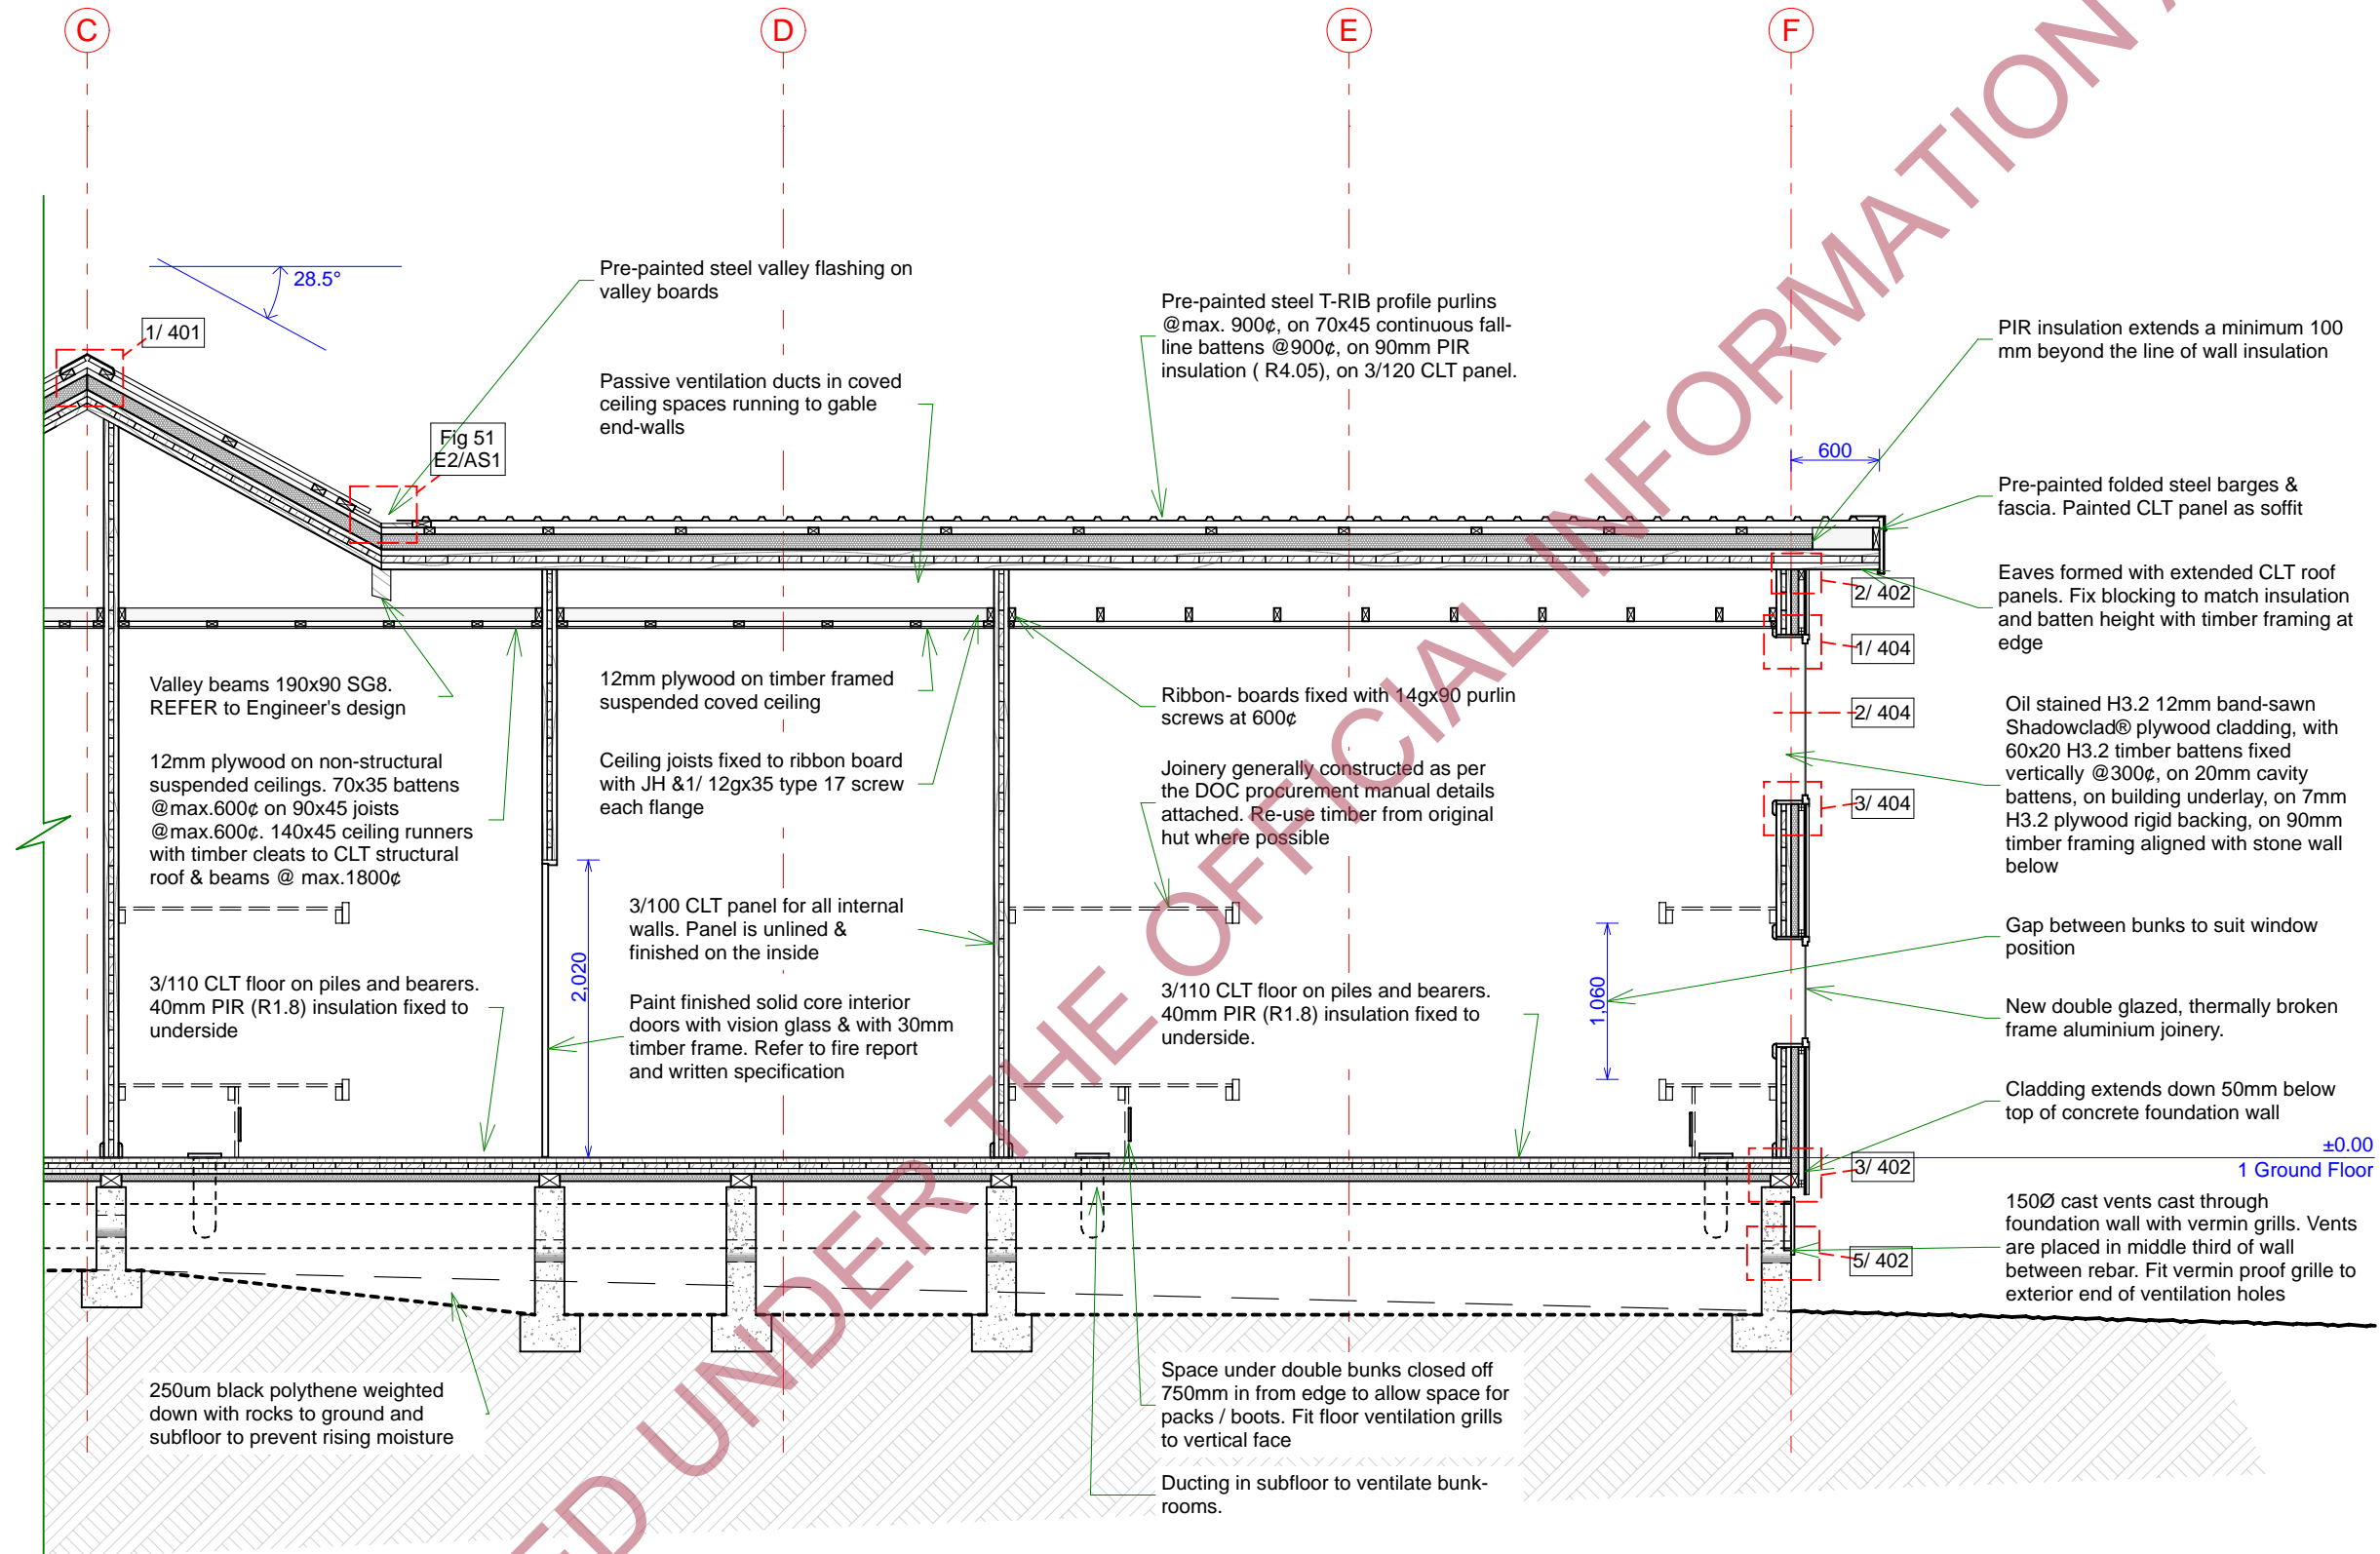 C
D
E
F
28.5°
1/ 401
Fig 51
E2/AS1
Pre-painted steel valley flashing on
valley boards
Passive ventilation ducts in coved
ceiling spaces running to gable
end-walls
Pre-painted steel T-RIB profile purlins
@max. 900¢, on 70x45 continuous fall-
line battens @900¢, on 90mm PIR
insulation ( R4.05), on 3/120 CLT panel.
PIR insulation extends a minimum 100
mm beyond the line of wall insulation
600
Pre-painted folded steel barges &
fascia. Painted CLT panel as soffit
2/ 402
Eaves formed with extended CLT roof
panels. Fix blocking to match insulation
and batten height with timber framing at
edge
1/ 404
Valley beams 190x90 SG8.
REFER to Engineer's design
12mm plywood on timber framed
suspended coved ceiling
Ribbon- boards fixed with 14gx90 purlin
screws at 600¢
2/ 404
Oil stained H3.2 12mm band-sawn
Shadowclad® plywood cladding, with
60x20 H3.2 timber battens fixed
vertically @300¢, on 20mm cavity
battens, on building underlay, on 7mm
H3.2 plywood rigid backing, on 90mm
timber framing aligned with stone wall
below
12mm plywood on non-structural
suspended ceilings. 70x35 battens
@max.600¢ on 90x45 joists
@max.600¢. 140x45 ceiling runners
with timber cleats to CLT structural
roof & beams @ max.1800¢
Ceiling joists fixed to ribbon board
with JH &1/ 12gx35 type 17 screw
each flange
Joinery generally constructed as per
the DOC procurement manual details
attached. Re-use timber from original
hut where possible
3/ 404
3/100 CLT panel for all internal
walls. Panel is unlined &
finished on the inside
2,020
1,060
Gap between bunks to suit window
position
3/110 CLT floor on piles and bearers.
40mm PIR (R1.8) insulation fixed to
underside
Paint finished solid core interior
doors with vision glass & with 30mm
timber frame. Refer to fire report
and written specification
3/110 CLT floor on piles and bearers.
40mm PIR (R1.8) insulation fixed to
underside.
New double glazed, thermally broken
frame aluminium joinery.
Cladding extends down 50mm below
top of concrete foundation wall
±0.00
1 Ground Floor
3/ 402
150Ø cast vents cast through
foundation wall with vermin grills. Vents
are placed in middle third of wall
between rebar. Fit vermin proof grille to
exterior end of ventilation holes
5/ 402
250um black polythene weighted
down with rocks to ground and
subfloor to prevent rising moisture
Space under double bunks closed off
750mm in from edge to allow space for
packs / boots. Fit floor ventilation grills
to vertical face
Ducting in subfloor to ventilate bunk-
rooms.
ED UNDER THE OFFICIAL INFORMATION A